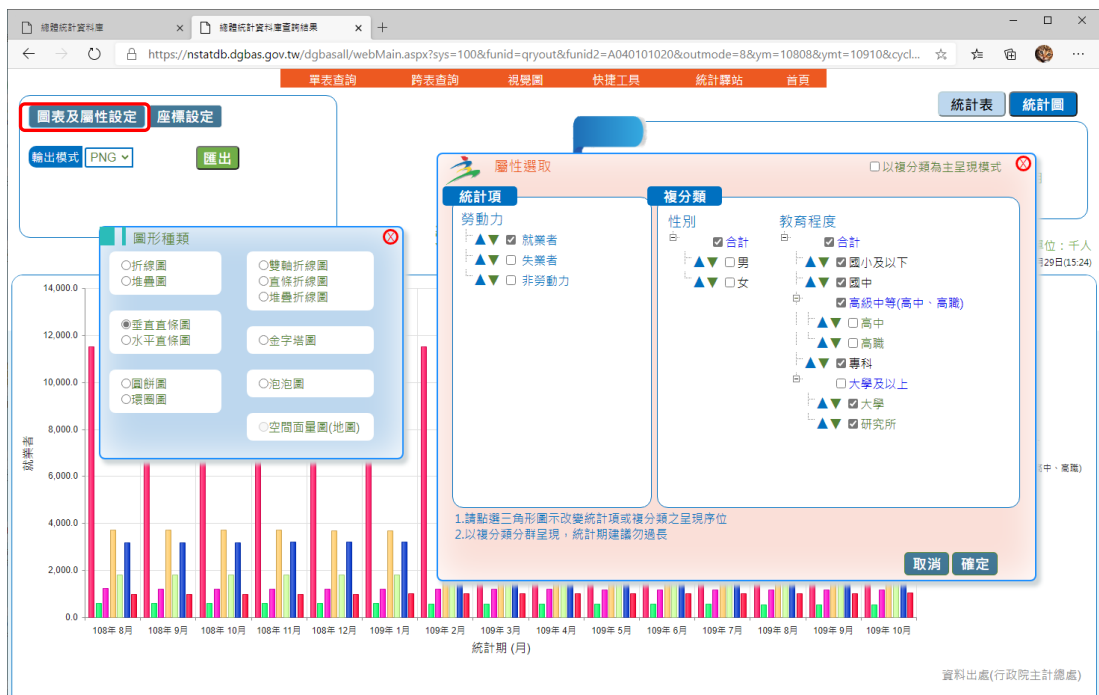 總體統計資料庫
總體統計資料庫查詢結果
https://nstatdb.dgbas.gov.tw/dgbasall/webMain.aspx?sys=100&funid=qryout&funid2=A040101020&outmode=8&ym=10808&ymt=10910&cycl...
單表查詢 跨表查詢 視覺圖 快捷工具 統計驛站 首頁
圖表及屬性設定 座標設定
統計表 統計圖
輸出模式 PNG 匯出
屬性選取
以複分類為主呈現模式
統計項
勞動力
就業者
失業者
非勞動力
複分類
性別
合計
男
女
教育程度
合計
國小及以下
國中
高級中等(高中、高職)
高中
高職
專科
大學及以上
大學
研究所
1.請點選三角形圖示改變統計項或複分類之呈現序位
2.以複分類分群呈現，統計期建議勿過長
取消 確定
圖形種類
折線圖
堆疊圖
雙軸折線圖
直條折線圖
堆疊折線圖
垂直直條圖
水平直條圖
金字塔圖
圓餅圖
環圈圖
泡泡圖
空間面量圖(地圖)
位：千人
29日(15:24)
中、高職)
14,000.0
12,000.0
10,000.0
8,000.0
6,000.0
4,000.0
2,000.0
0.0
就業者
108年 8月 108年 9月 108年 10月 108年 11月 108年 12月 109年 1月 109年 2月 109年 3月 109年 4月 109年 5月 109年 6月 109年 7月 109年 8月 109年 9月 109年 10月
統計期 (月)
資料出處(行政院主計總處)